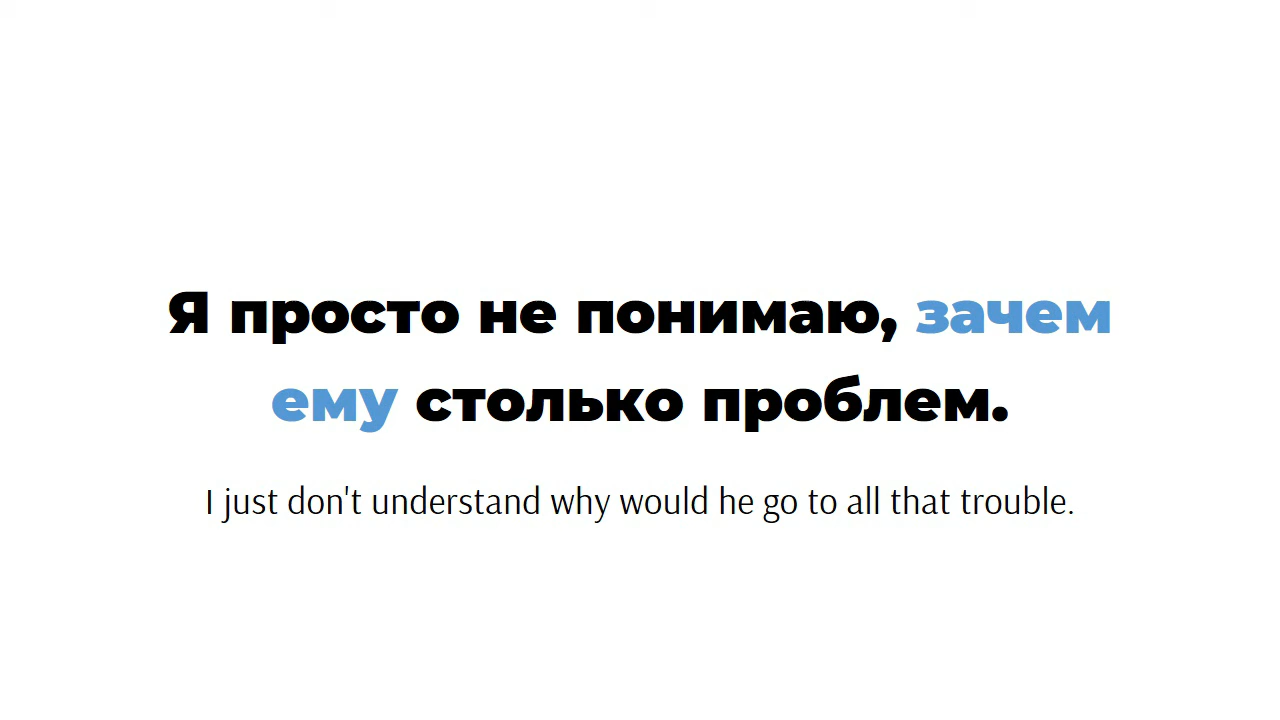 Я просто не понимаю, зачем
ему столько проблем.
I just don't understand why would he go to all that trouble.